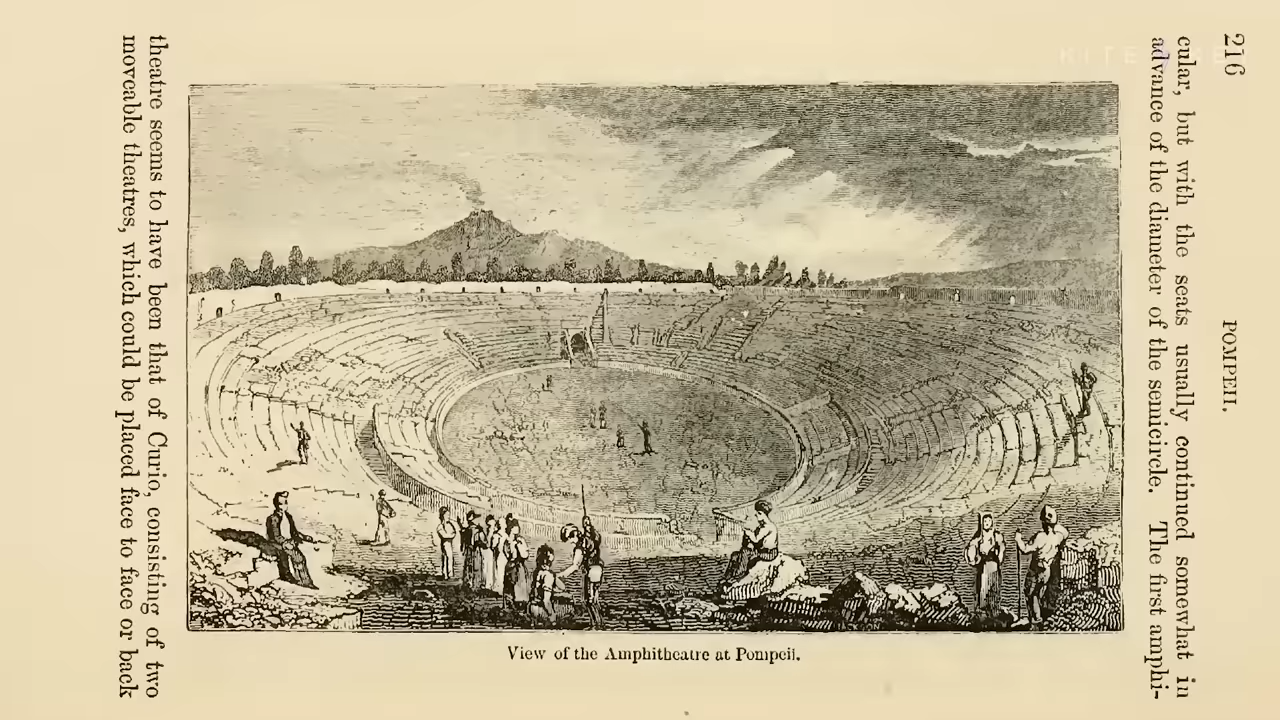 216
POMPEII.
cular, but with the seats usually continued somewhat in
advance of the diameter of the semicircle. The first amphi-
View of the Amphitheatre at Pompeii.
theatre seems to have been that of Curio, consisting of two
movable theatres, which could be placed face to face or back